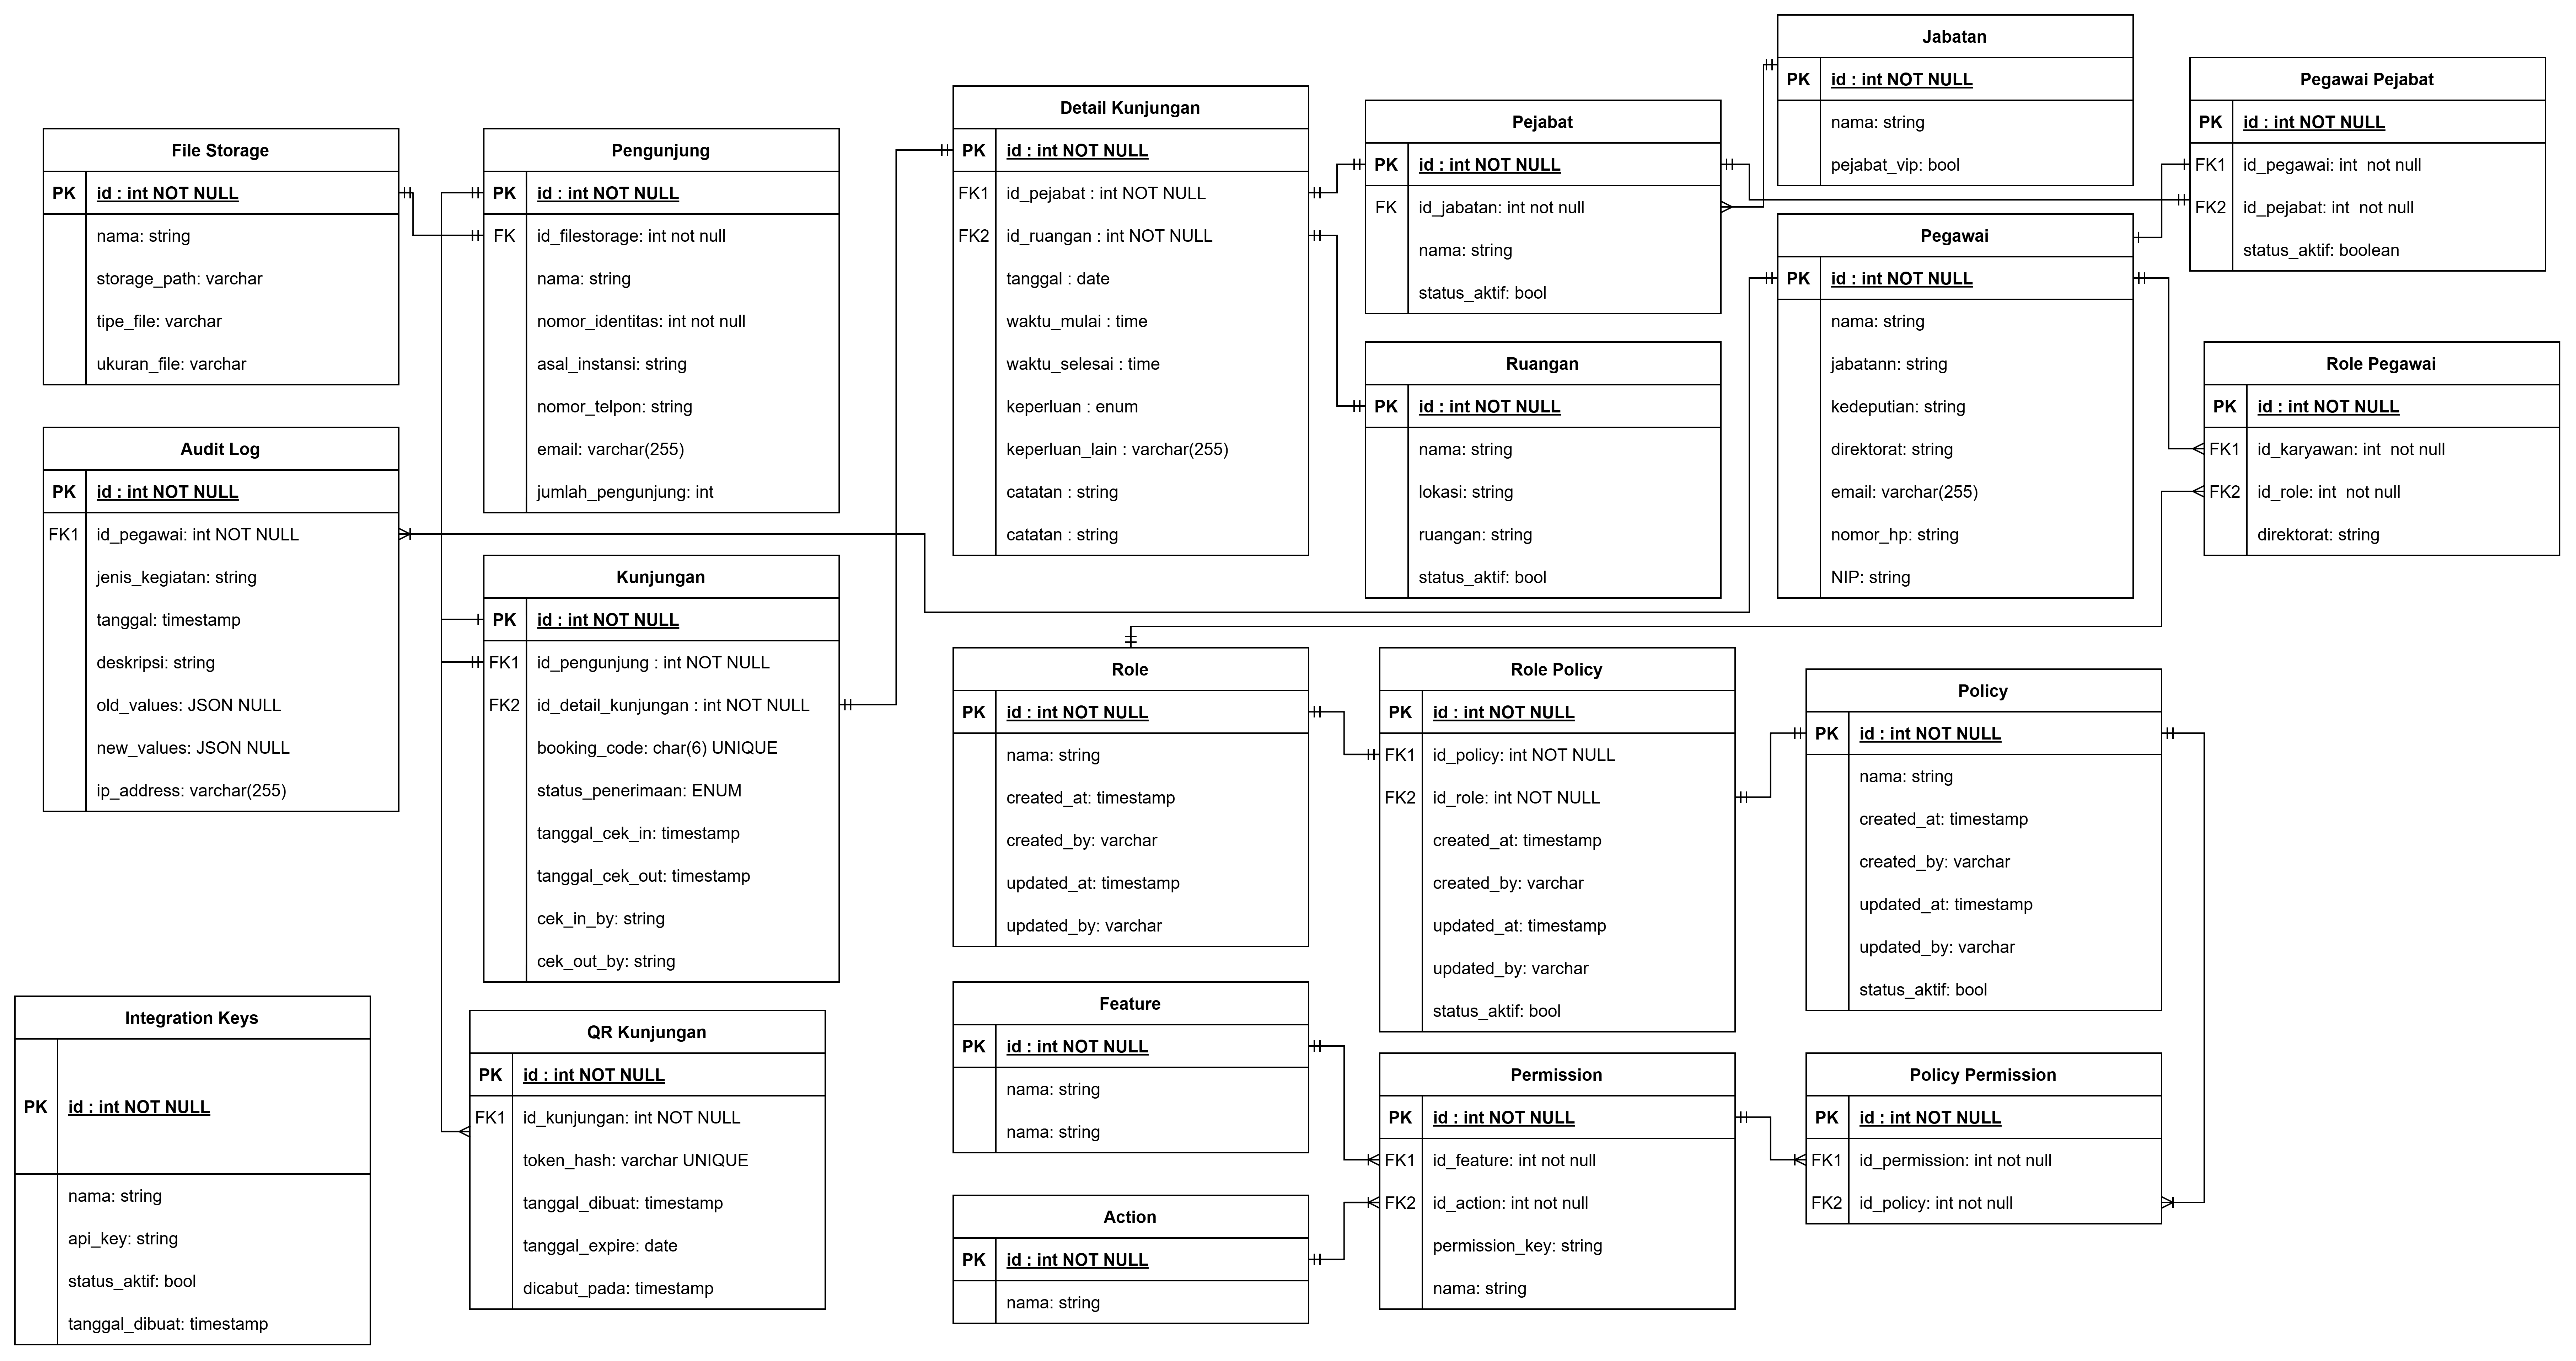 File Storage
PK id : int NOT NULL
nama: string
storage_path: varchar
tipe_file: varchar
ukuran_file: varchar
Audit Log
PK id : int NOT NULL
FK1 id_pegawai: int NOT NULL
jenis_kegiatan: string
tanggal: timestamp
deskripsi: string
old_values: JSON NULL
new_values: JSON NULL
ip_address: varchar(255)
Integration Keys
PK id : int NOT NULL
nama: string
api_key: string
status_aktif: bool
tanggal_dibuat: timestamp
Pengunjung
PK id : int NOT NULL
FK id_filestorage: int not null
nama: string
nomor_identitas: int not null
asal_instansi: string
nomor_telpon: string
email: varchar(255)
jumlah_pengunjung: int
Kunjungan
PK id : int NOT NULL
FK1 id_pengunjung : int NOT NULL
FK2 id_detail_kunjungan : int NOT NULL
booking_code: char(6) UNIQUE
status_penerimaan: ENUM
tanggal_cek_in: timestamp
tanggal_cek_out: timestamp
cek_in_by: string
cek_out_by: string
QR Kunjungan
PK id : int NOT NULL
FK1 id_kunjungan: int NOT NULL
token_hash: varchar UNIQUE
tanggal_dibuat: timestamp
tanggal_expire: date
dicabut_pada: timestamp
Detail Kunjungan
PK id : int NOT NULL
FK1 id_pejabat : int NOT NULL
FK2 id_ruangan : int NOT NULL
tanggal : date
waktu_mulai : time
waktu_selesai : time
keperluan : enum
keperluan_lain : varchar(255)
catatan : string
catatan : string
Pejabat
PK id : int NOT NULL
FK id_jabatan: int not null
nama: string
status_aktif: bool
Ruangan
PK id : int NOT NULL
nama: string
lokasi: string
ruangan: string
status_aktif: bool
Jabatan
PK id : int NOT NULL
nama: string
pejabat_vip: bool
Pegawai
PK id : int NOT NULL
nama: string
jabatann: string
kedeputian: string
direktorat: string
email: varchar(255)
nomor_hp: string
NIP: string
Pegawai Pejabat
PK id : int NOT NULL
FK1 id_pegawai: int  not null
FK2 id_pejabat: int  not null
status_aktif: boolean
Role Pegawai
PK id : int NOT NULL
FK1 id_karyawan: int  not null
FK2 id_role: int  not null
direktorat: string
Role
PK id : int NOT NULL
nama: string
created_at: timestamp
created_by: varchar
updated_at: timestamp
updated_by: varchar
Role Policy
PK id : int NOT NULL
FK1 id_policy: int NOT NULL
FK2 id_role: int NOT NULL
created_at: timestamp
created_by: varchar
updated_at: timestamp
updated_by: varchar
status_aktif: bool
Policy
PK id : int NOT NULL
nama: string
created_at: timestamp
created_by: varchar
updated_at: timestamp
updated_by: varchar
status_aktif: bool
Feature
PK id : int NOT NULL
nama: string
nama: string
Action
PK id : int NOT NULL
nama: string
Permission
PK id : int NOT NULL
FK1 id_feature: int not null
FK2 id_action: int not null
permission_key: string
nama: string
Policy Permission
PK id : int NOT NULL
FK1 id_permission: int not null
FK2 id_policy: int not null